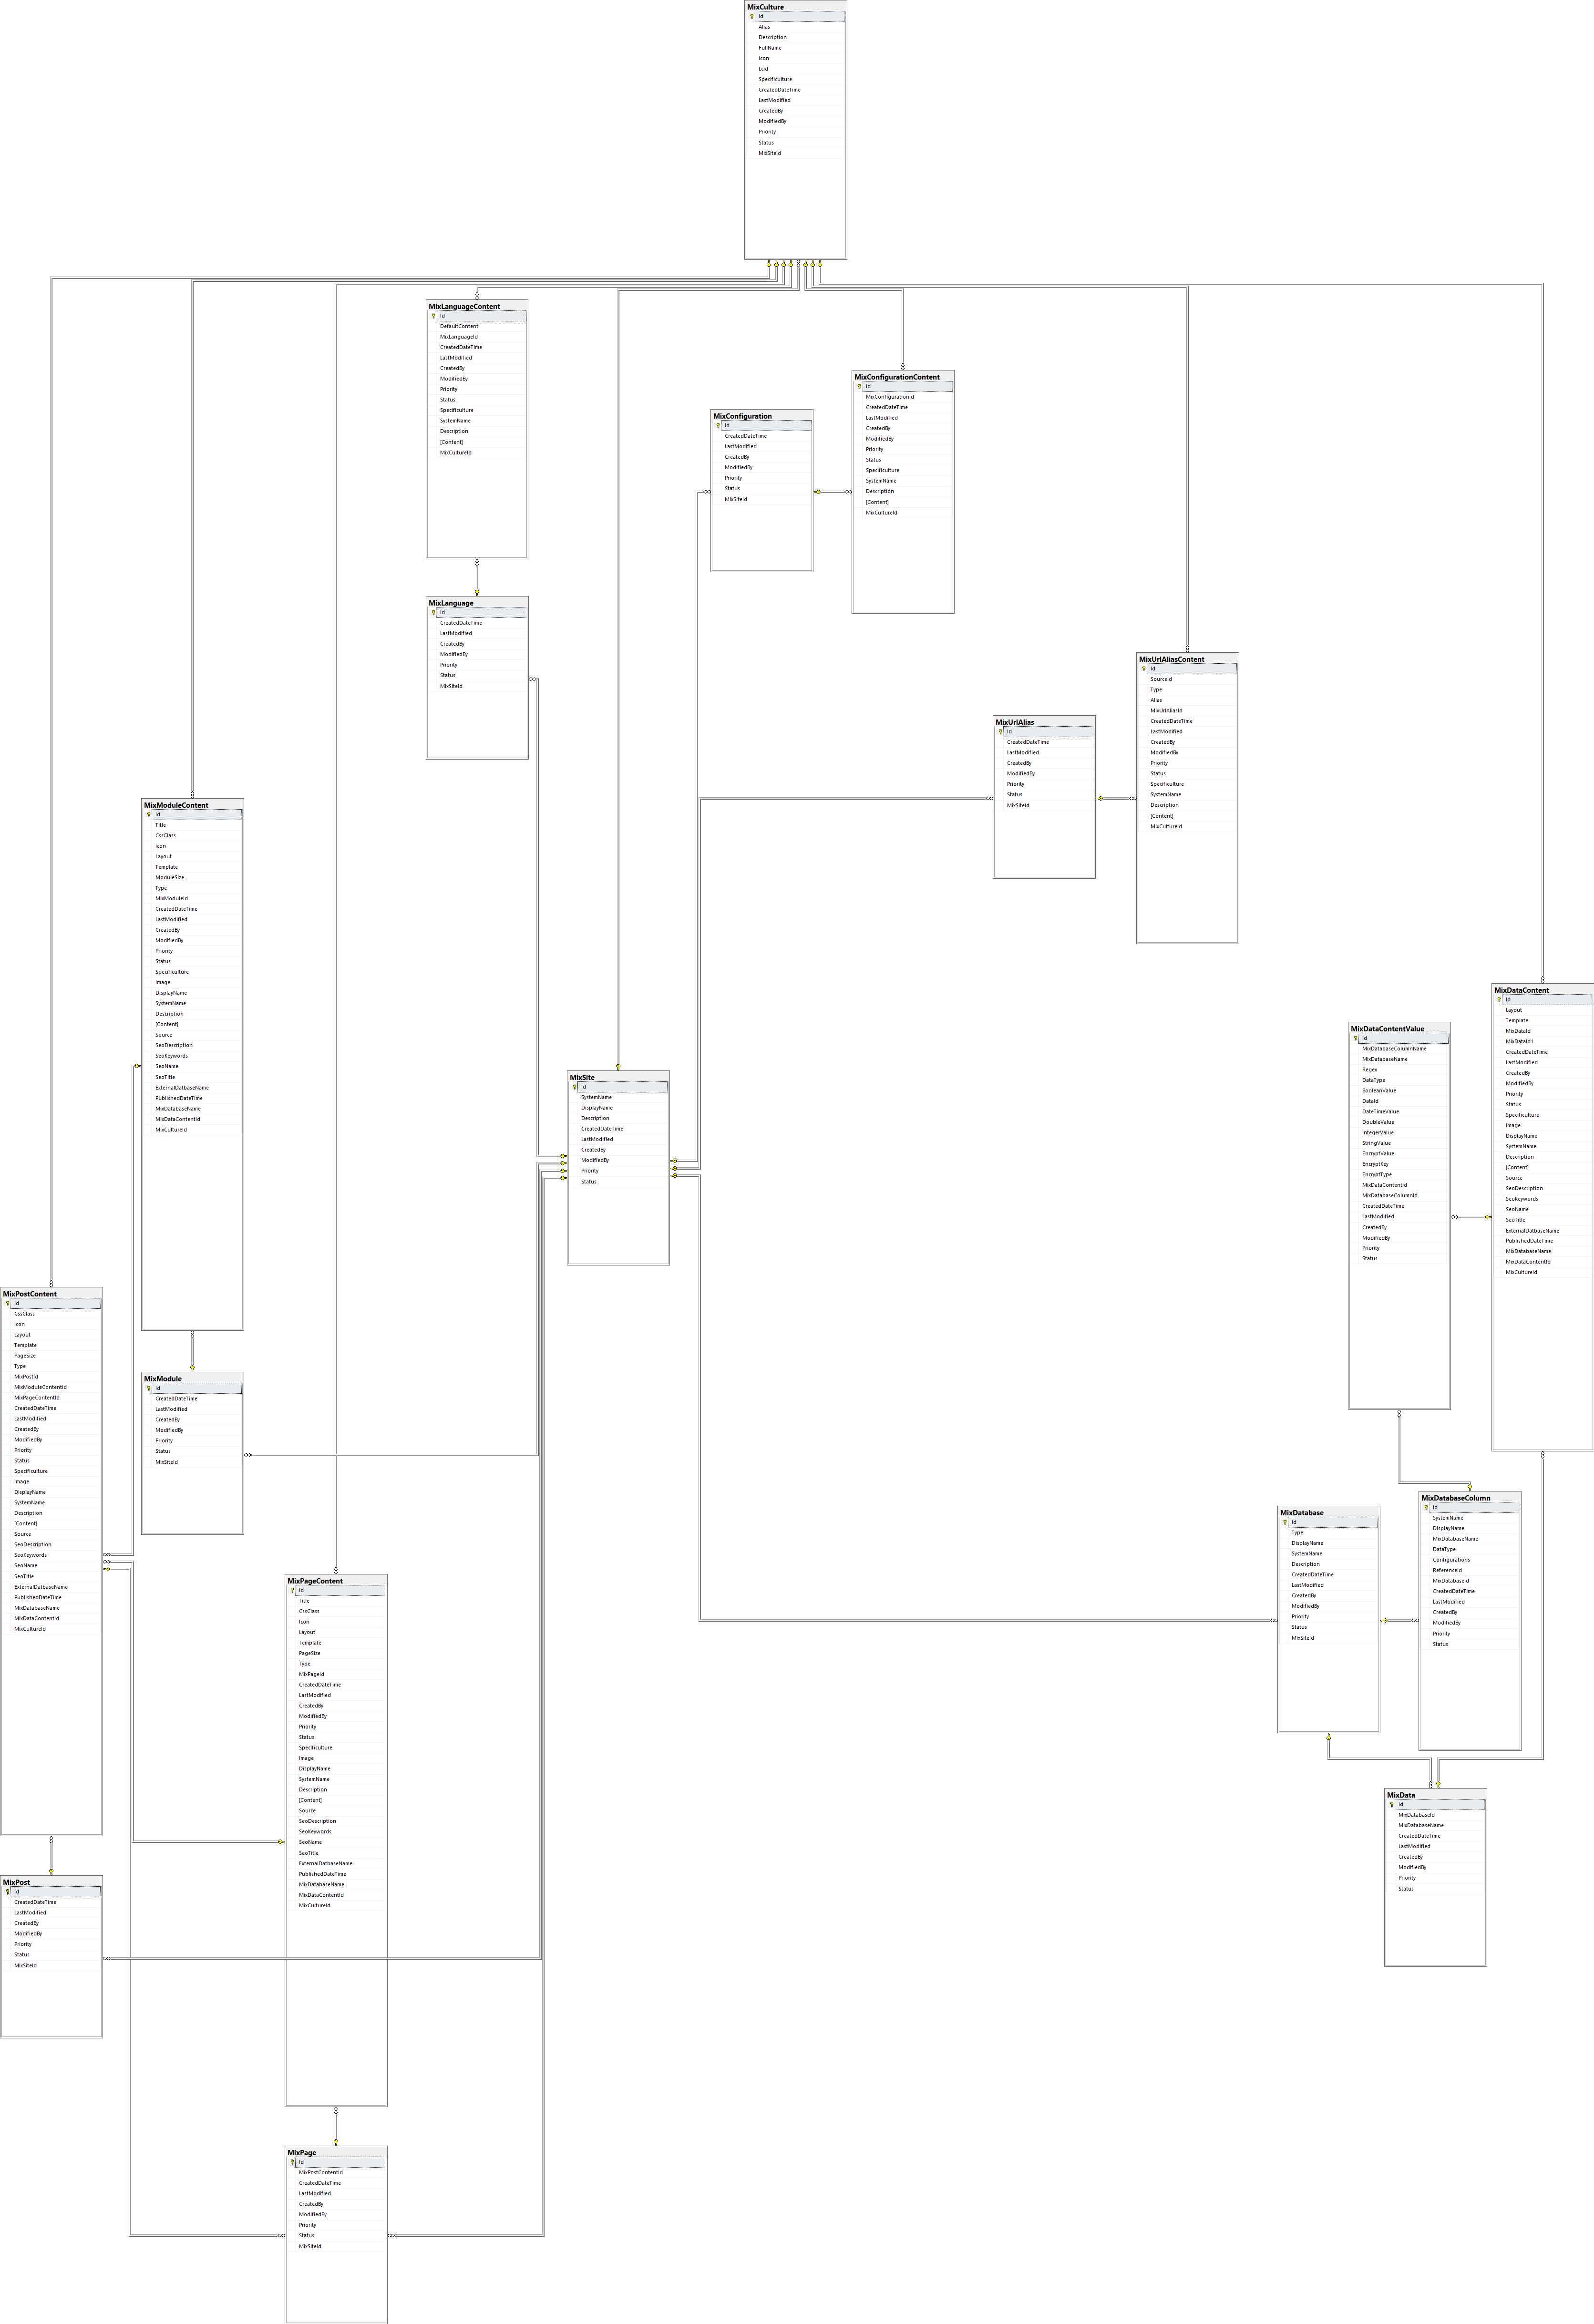 MixCulture
Id
Alias
Description
FullName
Icon
Lcid
Specificulture
CreatedDateTime
LastModified
CreatedBy
ModifiedBy
Priority
Status
MixSiteId
MixLanguageContent
Id
DefaultContent
MixLanguageId
CreatedDateTime
LastModified
CreatedBy
ModifiedBy
Priority
Status
Specificulture
SystemName
Description
[Content]
MixCultureId
MixConfigurationContent
Id
MixConfigurationId
CreatedDateTime
LastModified
CreatedBy
ModifiedBy
Priority
Status
Specificulture
SystemName
Description
[Content]
MixCultureId
MixConfiguration
Id
CreatedDateTime
LastModified
CreatedBy
ModifiedBy
Priority
Status
MixSiteId
MixLanguage
Id
CreatedDateTime
LastModified
CreatedBy
ModifiedBy
Priority
Status
MixSiteId
MixUrlAliasContent
Id
SourceId
Type
Alias
MixUrlAliasId
CreatedDateTime
LastModified
CreatedBy
ModifiedBy
Priority
Status
Specificulture
SystemName
Description
[Content]
MixCultureId
MixUrlAlias
Id
CreatedDateTime
LastModified
CreatedBy
ModifiedBy
Priority
Status
MixSiteId
MixModuleContent
Id
Title
CssClass
Icon
Layout
Template
ModuleSize
Type
MixModuleId
CreatedDateTime
LastModified
CreatedBy
ModifiedBy
Priority
Status
Specificulture
Image
DisplayName
SystemName
Description
[Content]
Source
SeoDescription
SeoKeywords
SeoName
SeoTitle
ExternalDatbaseName
PublishedDateTime
MixDatabaseName
MixDataContentId
MixCultureId
MixDataContent
Id
Layout
Template
MixDataId
MixDataId1
CreatedDateTime
LastModified
CreatedBy
ModifiedBy
Priority
Status
Specificulture
Image
DisplayName
SystemName
Description
[Content]
Source
SeoDescription
SeoKeywords
SeoName
SeoTitle
ExternalDatbaseName
PublishedDateTime
MixDatabaseName
MixDataContentId
MixCultureId
MixDataContentValue
Id
MixDatabaseColumnName
MixDatabaseName
Regex
DataType
BooleanValue
DataId
DateTimeValue
DoubleValue
IntegerValue
StringValue
EncryptValue
EncryptKey
EncryptType
MixDataContentId
MixDatabaseColumnId
CreatedDateTime
LastModified
CreatedBy
ModifiedBy
Priority
Status
MixSite
Id
SystemName
DisplayName
Description
CreatedDateTime
LastModified
CreatedBy
ModifiedBy
Priority
Status
MixPostContent
Id
CssClass
Icon
Layout
Template
PageSize
Type
MixPostId
MixModuleContentId
MixPageContentId
CreatedDateTime
LastModified
CreatedBy
ModifiedBy
Priority
Status
Specificulture
Image
DisplayName
SystemName
Description
[Content]
Source
SeoDescription
SeoKeywords
SeoName
SeoTitle
ExternalDatbaseName
PublishedDateTime
MixDatabaseName
MixDataContentId
MixCultureId
MixModule
Id
CreatedDateTime
LastModified
CreatedBy
ModifiedBy
Priority
Status
MixSiteId
MixDatabaseColumn
Id
SystemName
DisplayName
MixDatabaseName
DataType
Configurations
ReferenceId
MixDatabaseId
CreatedDateTime
LastModified
CreatedBy
ModifiedBy
Priority
Status
MixDatabase
Id
Type
DisplayName
SystemName
Description
CreatedDateTime
LastModified
CreatedBy
ModifiedBy
Priority
Status
MixSiteId
MixPageContent
Id
Title
CssClass
Icon
Layout
Template
PageSize
Type
MixPageId
CreatedDateTime
LastModified
CreatedBy
ModifiedBy
Priority
Status
Specificulture
Image
DisplayName
SystemName
Description
[Content]
Source
SeoDescription
SeoKeywords
SeoName
SeoTitle
ExternalDatbaseName
PublishedDateTime
MixDatabaseName
MixDataContentId
MixCultureId
MixData
Id
MixDatabaseId
MixDatabaseName
CreatedDateTime
LastModified
CreatedBy
ModifiedBy
Priority
Status
MixPost
Id
CreatedDateTime
LastModified
CreatedBy
ModifiedBy
Priority
Status
MixSiteId
MixPage
Id
MixPostContentId
CreatedDateTime
LastModified
CreatedBy
ModifiedBy
Priority
Status
MixSiteId